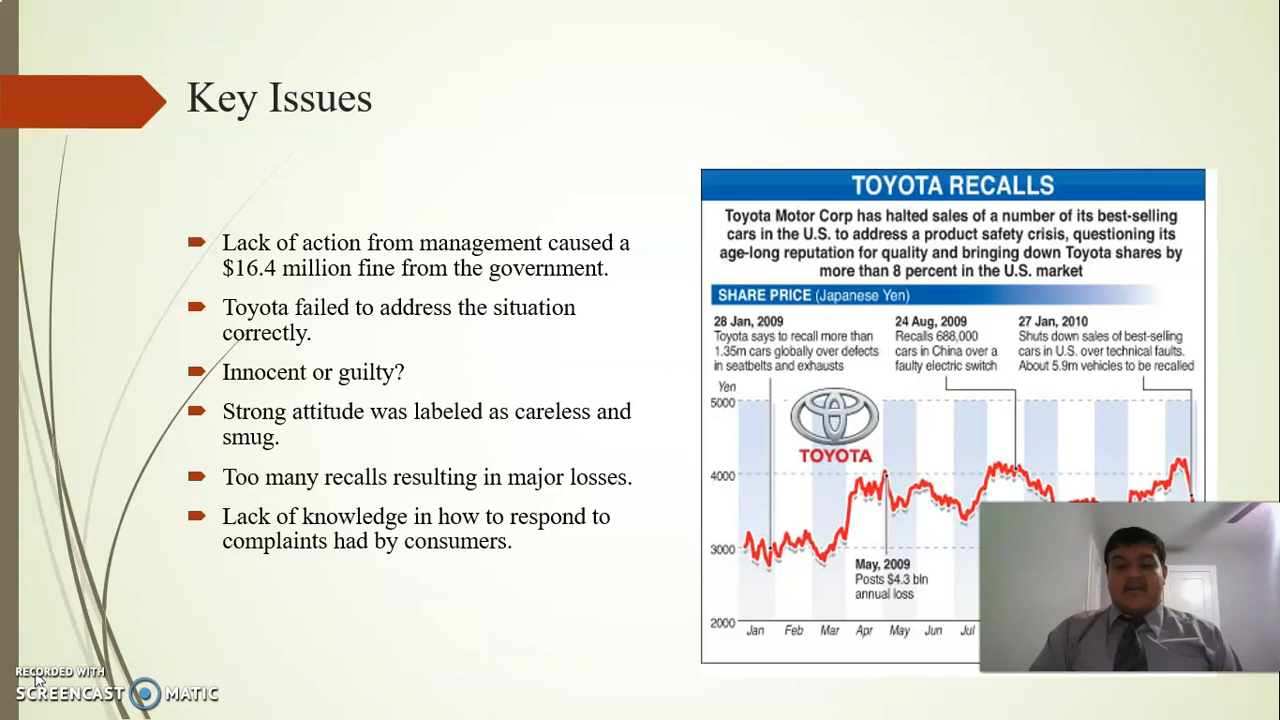 Key Issues
Lack of action from management caused a
$16.4 million fine from the government.
Toyota failed to address the situation
correctly.
Innocent or guilty?
Strong attitude was labeled as careless and
smug.
Too many recalls resulting in major losses.
Lack of knowledge in how to respond to
complaints had by consumers.
TOYOTA RECALLS
Toyota Motor Corp has halted sales of a number of its best-selling
cars in the U.S. to address a product safety crisis, questioning its
age-long reputation for quality and bringing down Toyota shares by
more than 8 percent in the U.S. market
SHARE PRICE (Japanese Yen)
28 Jan, 2009
Toyota says to recall more than
1.35m cars globally over defects
in seatbelts and exhausts
24 Aug, 2009
Recalls 688,000
cars in China over a
faulty electric switch
27 Jan, 2010
Shuts down sales of best-selling
cars in U.S. over technical faults.
About 5.9m vehicles to be recalled
Yen
5000
4000
3000
2000
TOYOTA
May, 2009
Posts $4.3 bln
annual loss
Jan Feb Mar Apr May Jun Jul
RECORDED WITH
SCREENCAST MATIC